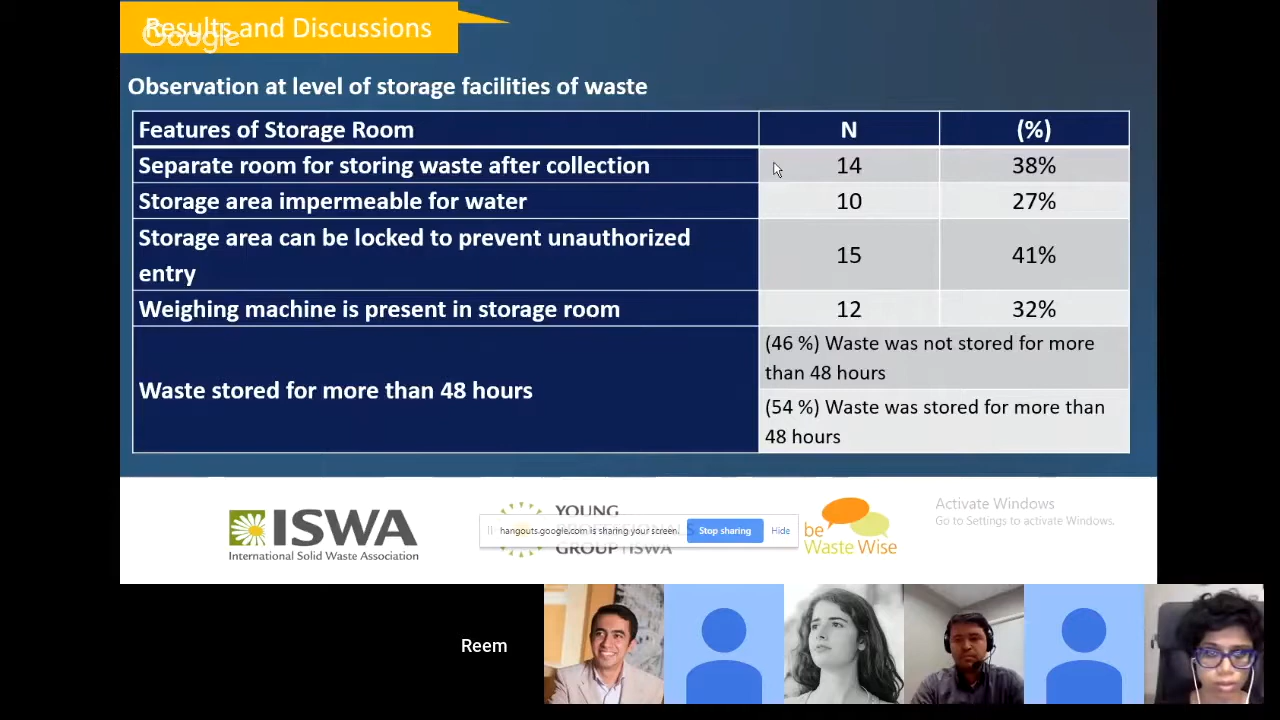 Results and Discussions
Google
Observation at level of storage facilities of waste
Features of Storage Room N (%)
Separate room for storing waste after collection 14 38%
Storage area impermeable for water 10 27%
Storage area can be locked to prevent unauthorized
entry 15 41%
Weighing machine is present in storage room 12 32%
Waste stored for more than 48 hours
(46 %) Waste was not stored for more
than 48 hours
(54 %) Waste was stored for more than
48 hours
ISWA
International Solid Waste Association
YOUNG
GROUP ISWA
hangouts.google.com is sharing your screen.
Stop sharing
Hide
be
Waste Wise
Activate Windows
Go to Settings to activate Windows.
Reem